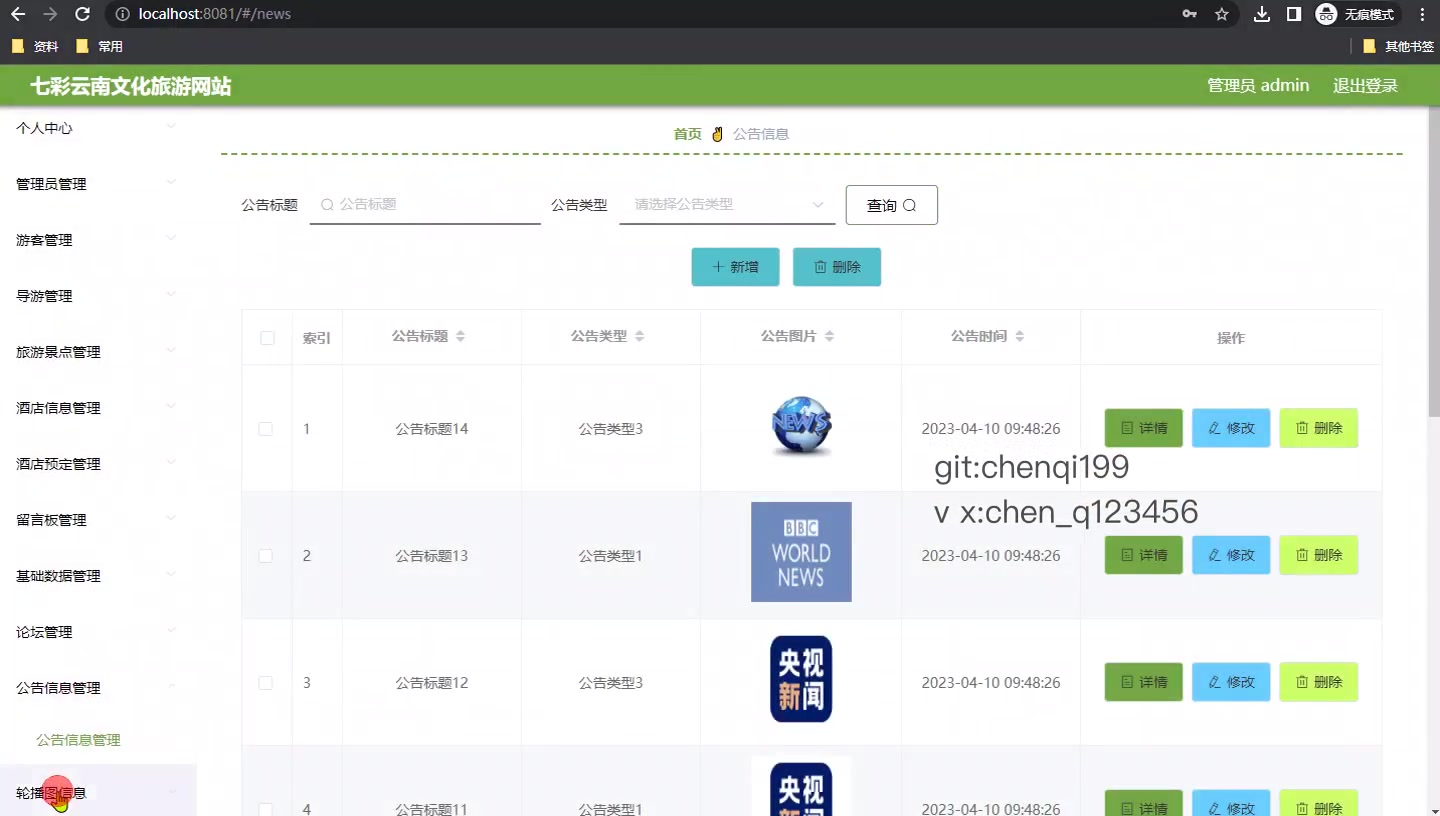 localhost:8081/#/news
无痕模式
资料 常用 其他书签
七彩云南文化旅游网站 管理员 admin 退出登录
个人中心
管理员管理
游客管理
导游管理
旅游景点管理
酒店信息管理
酒店预定管理
留言板管理
基础数据管理
论坛管理
公告信息管理
公告信息管理
轮播图信息
首页 公告信息
公告标题 公告标题 公告类型 请选择公告类型 查询
新增 删除
索引 公告标题 公告类型 公告图片 公告时间 操作
1 公告标题14 公告类型3 NEWS 2023-04-10 09:48:26 详情 修改 删除
git:chenqi199
v x:chen_q123456
2 公告标题13 公告类型1 BBC WORLD NEWS 2023-04-10 09:48:26 详情 修改 删除
3 公告标题12 公告类型3 央视新闻 2023-04-10 09:48:26 详情 修改 删除
4 公告标题11 公告类型1 央视新闻 2023-04-10 09:48:26 详情 修改 删除